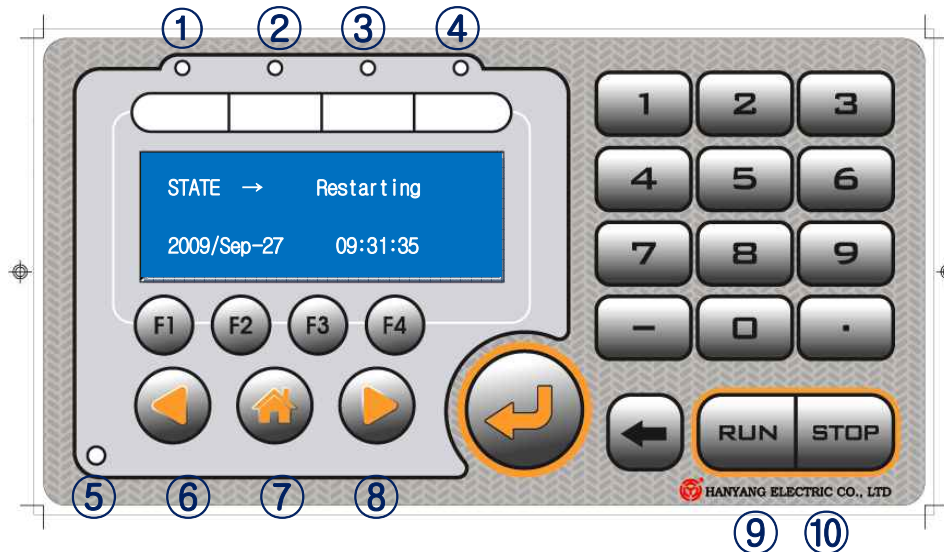 ① ② ③ ④
1 2 3
STATE → Restarting
4 5 6
2009/Sep-27 09:31:35
7 8 9
F1 F2 F3 F4
- 0 .
RUN STOP
⑤ ⑥ ⑦ ⑧
HANYANG ELECTRIC CO., LTD
⑨ ⑩